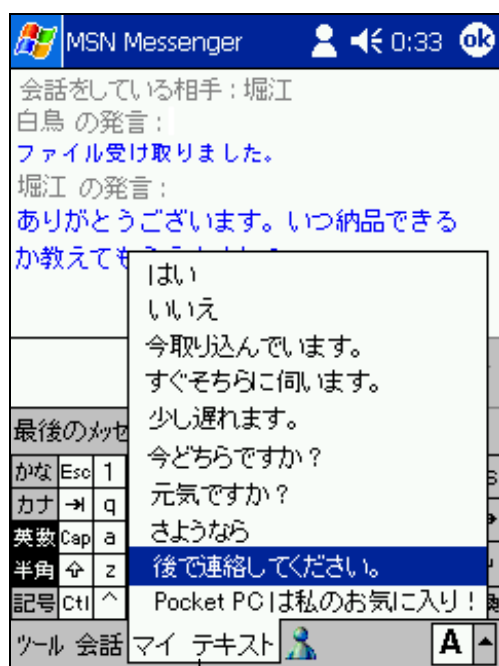 MSN Messenger 0:33 ok
会話をしている相手：堀江
白鳥 の発言：
ファイル受け取りました。
堀江 の発言：
ありがとうございます。いつ納品できる
か教えても
はい
いいえ
今取り込んでいます。
すぐそちらに伺います。
少し遅れます。
今どちらですか？
元気ですか？
さようなら
後で連絡してください。
Pocket PCは私のお気に入り！
最後のメッセ
かな Esc 1
カナ q
英数 Cap a
半角 z
記号 Ctl ^
ツール 会話 マイ テキスト A